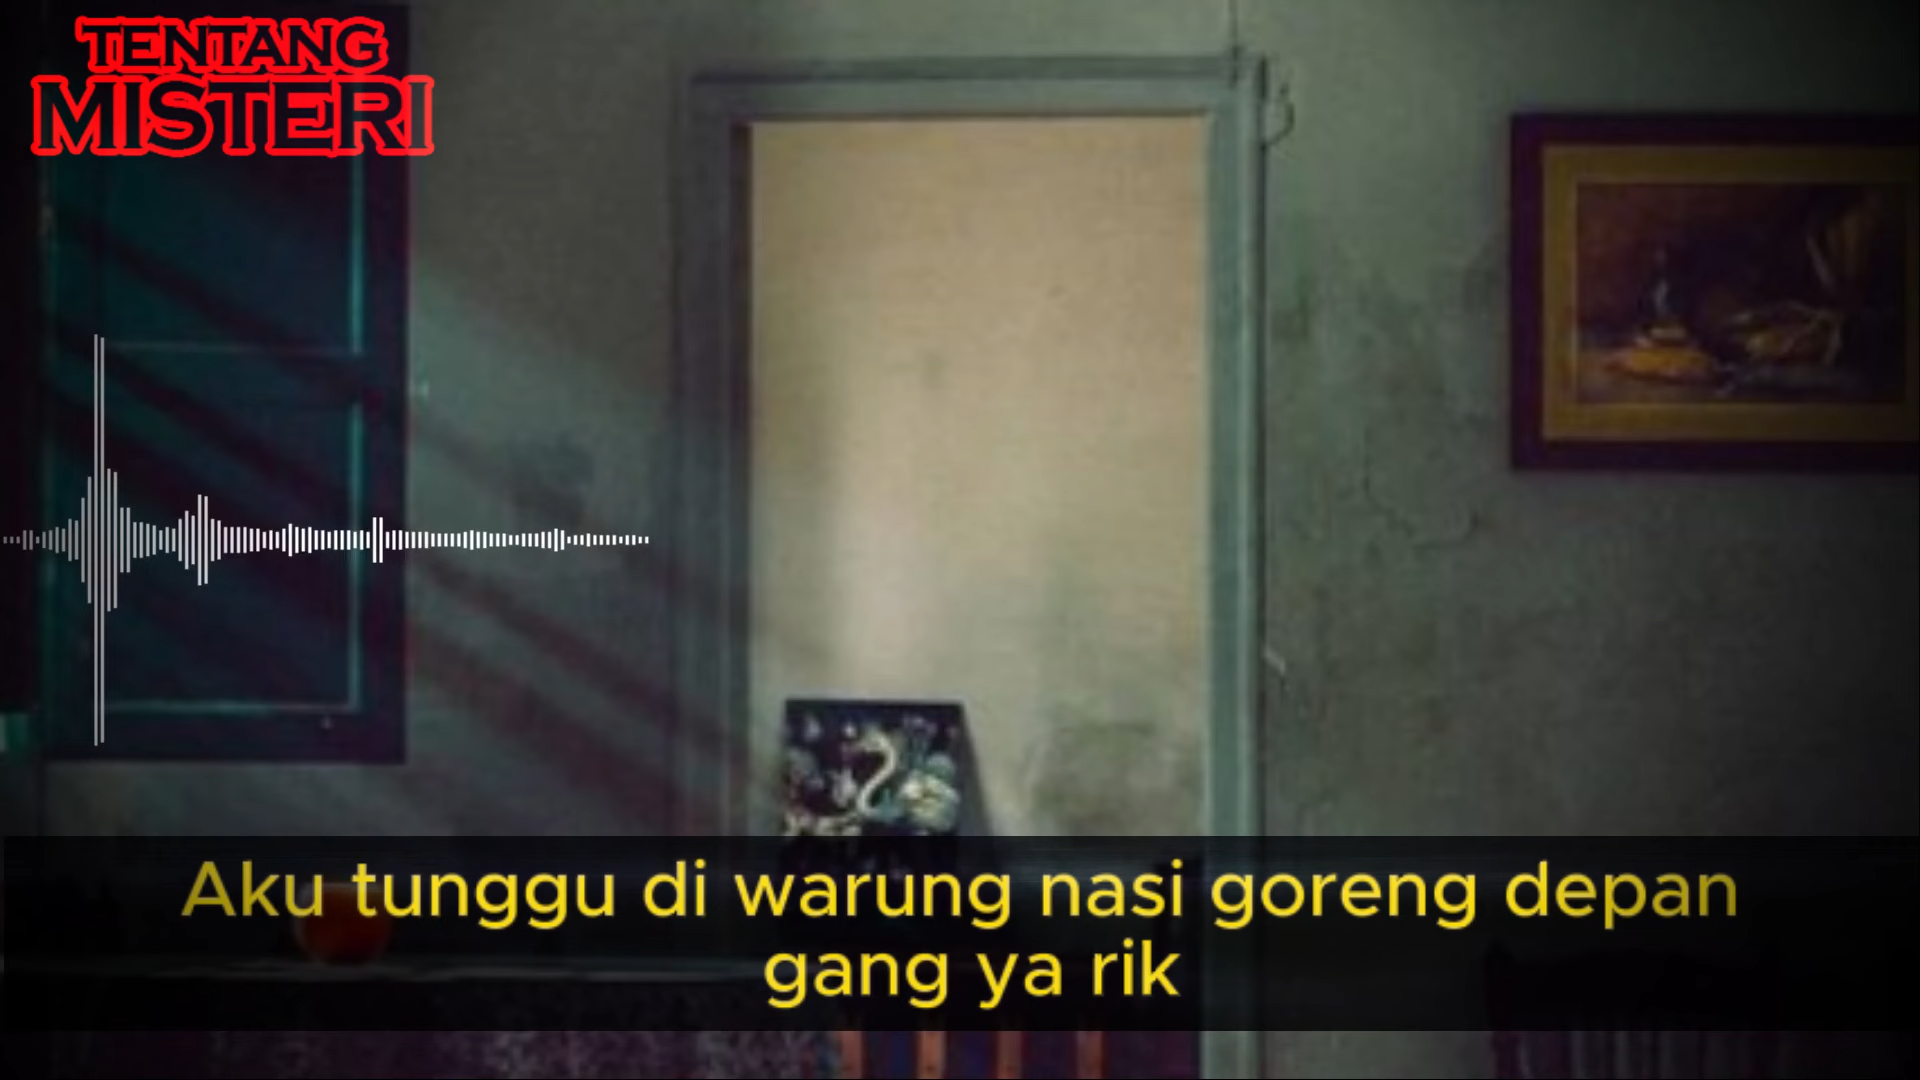 TENTANG
MISTERI
Aku tunggu di warung nasi goreng depan
gang ya rik